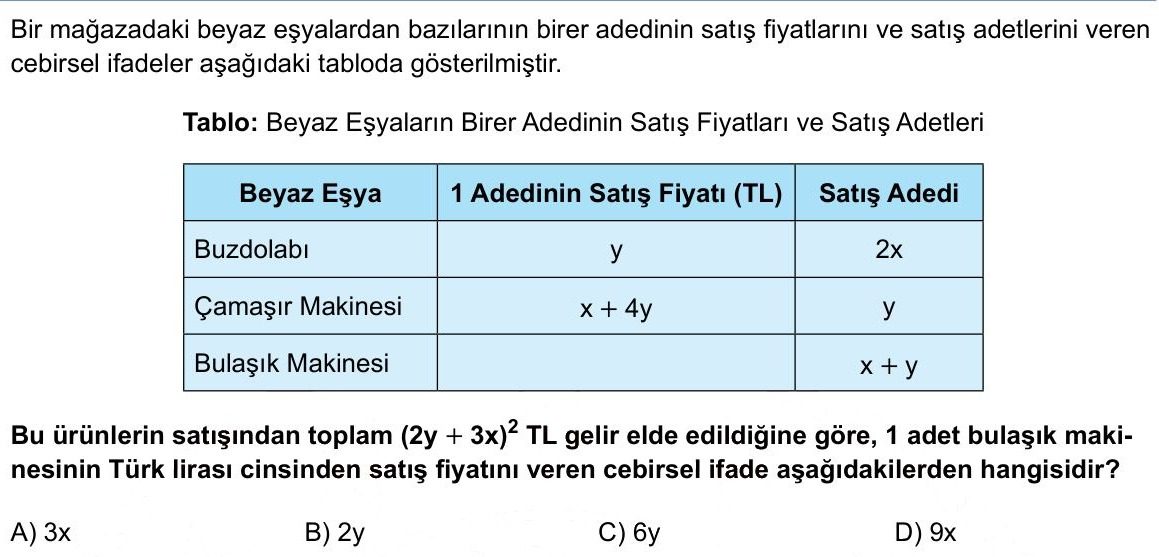 Bir mağazadaki beyaz eşyalardan bazılarının birer adedinin satış fiyatlarını ve satış adetlerini veren
cebirsel ifadeler aşağıdaki tabloda gösterilmiştir.
Tablo: Beyaz Eşyaların Birer Adedinin Satış Fiyatları ve Satış Adetleri
Beyaz Eşya 1 Adedinin Satış Fiyatı (TL) Satış Adedi
Buzdolabı y 2x
Çamaşır Makinesi x + 4y y
Bulaşık Makinesi x + y
Bu ürünlerin satışından toplam (2y + 3x)² TL gelir elde edildiğine göre, 1 adet bulaşık maki-
nesinin Türk lirası cinsinden satış fiyatını veren cebirsel ifade aşağıdakilerden hangisidir?
A) 3x B) 2y C) 6y D) 9x